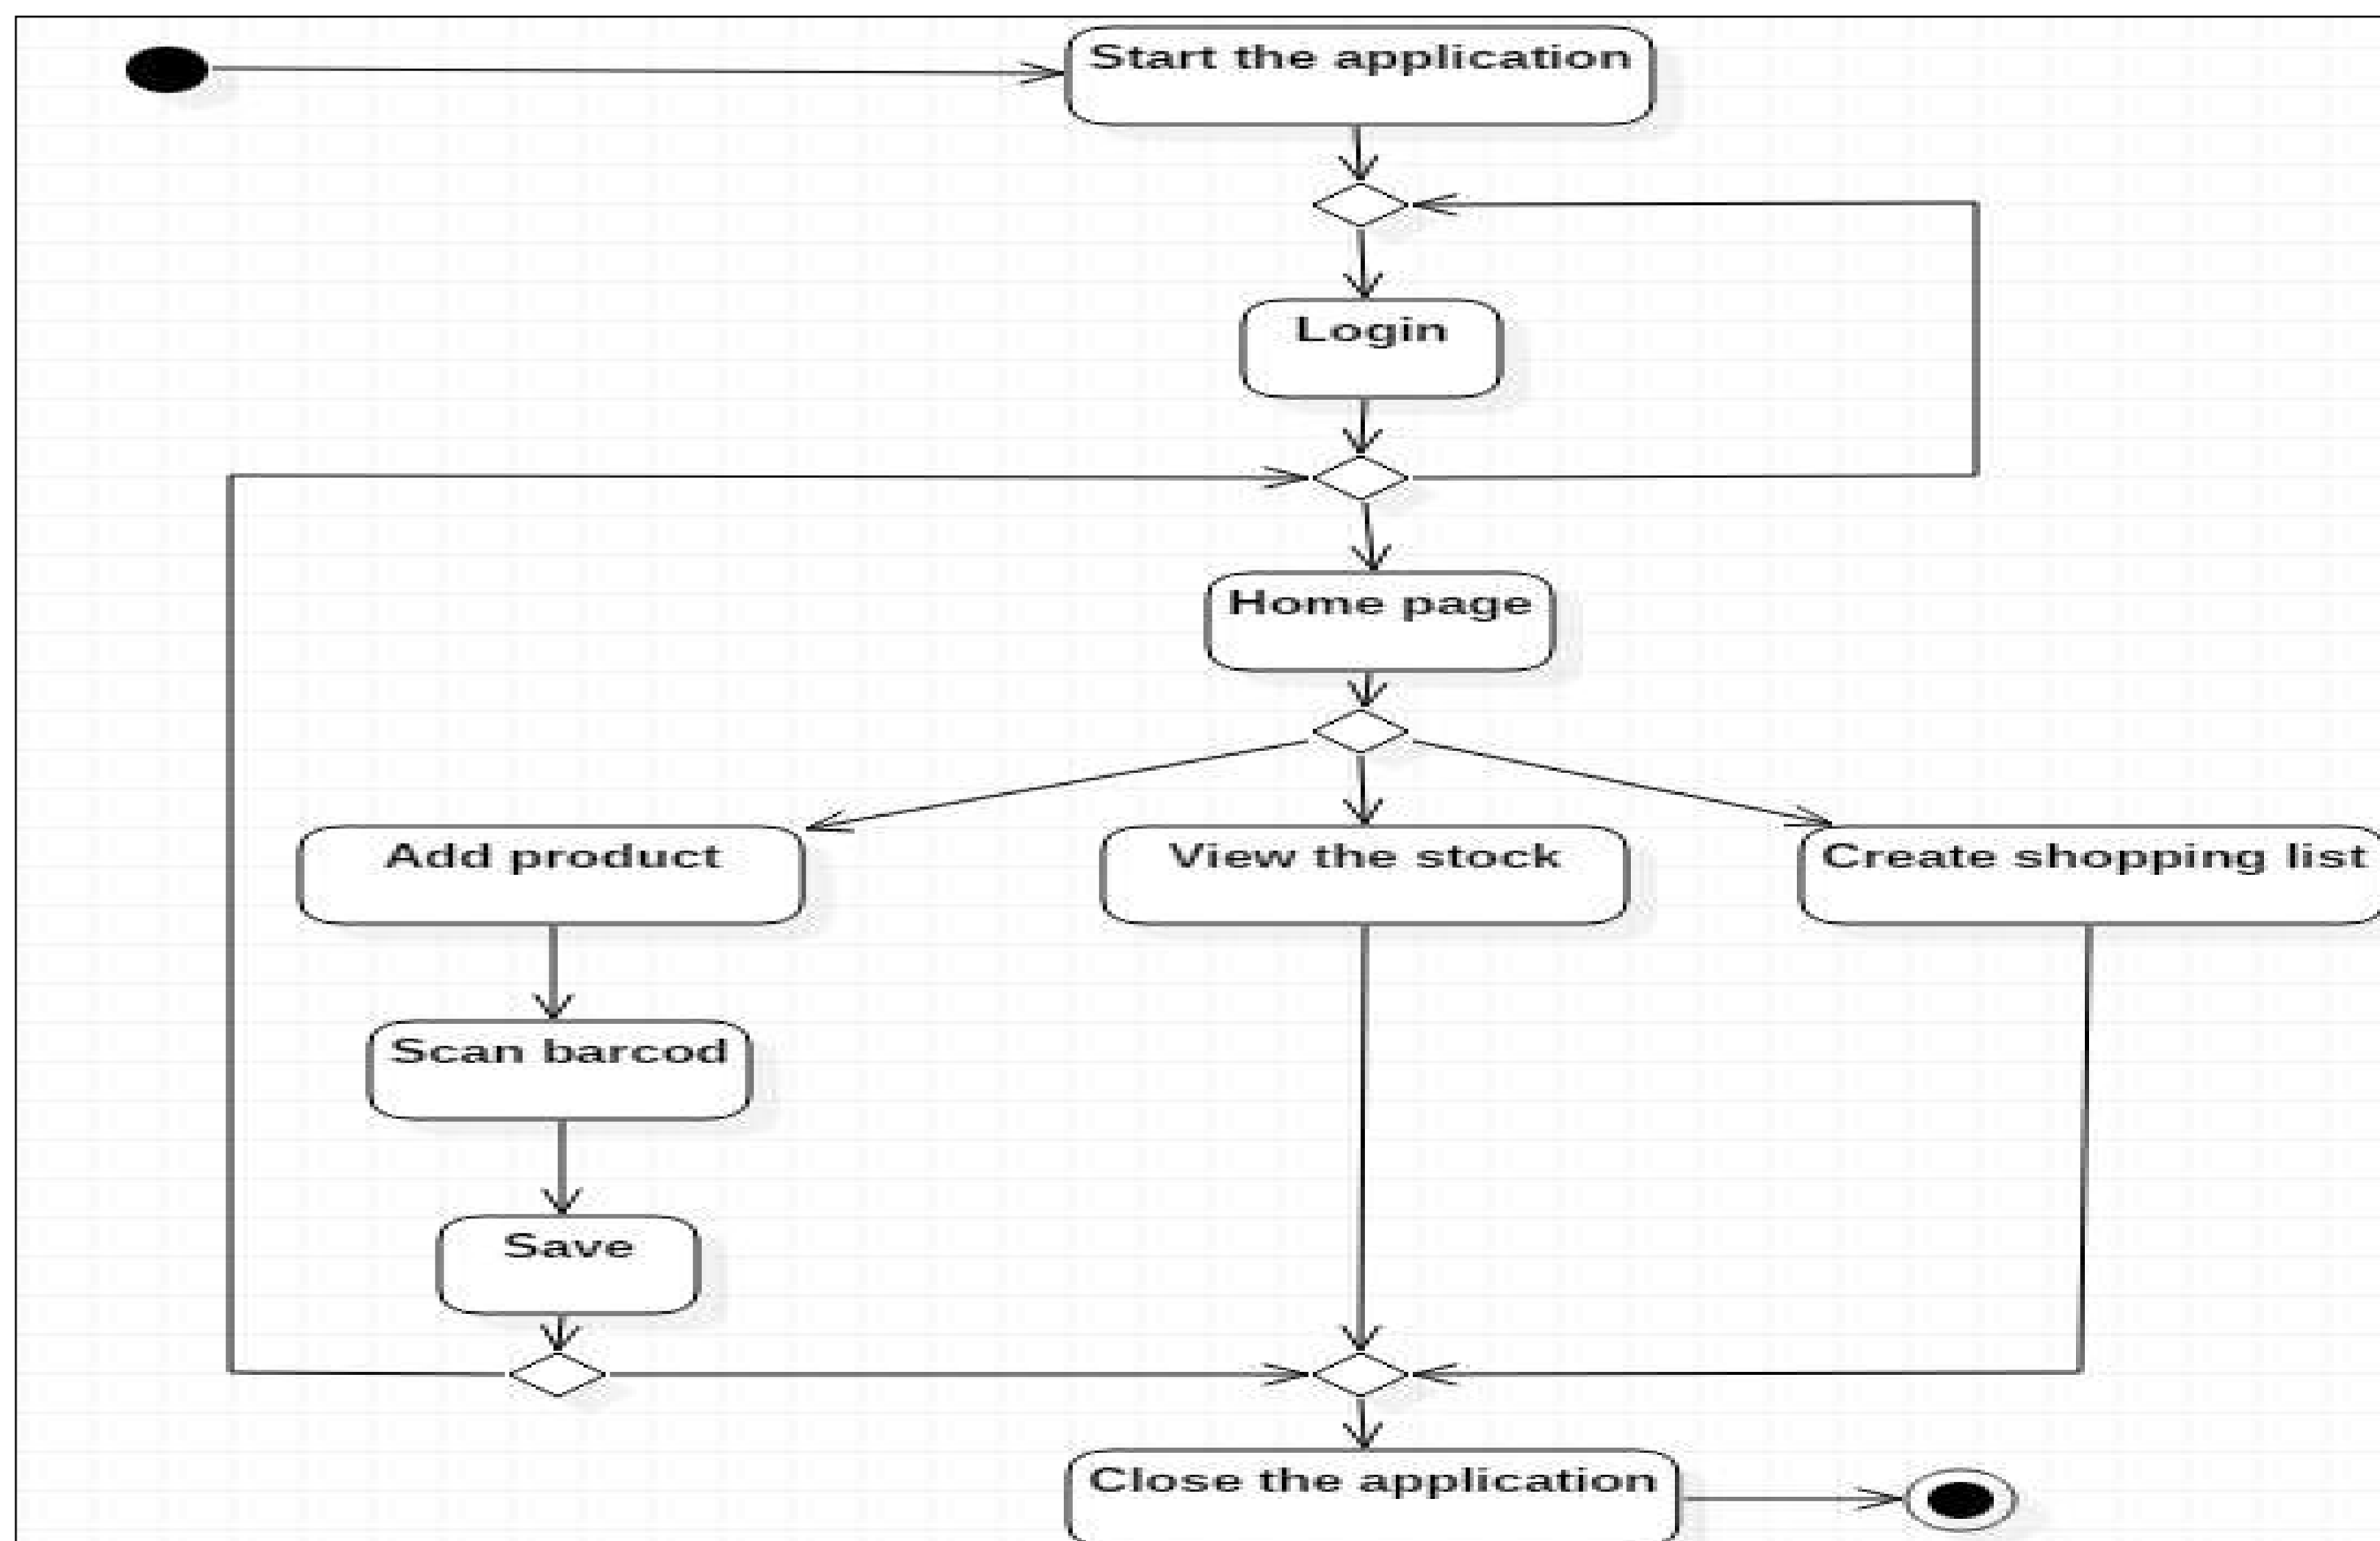 Start the application
Login
Home page
Add product
View the stock
Create shopping list
Scan barcod
Save
Close the application